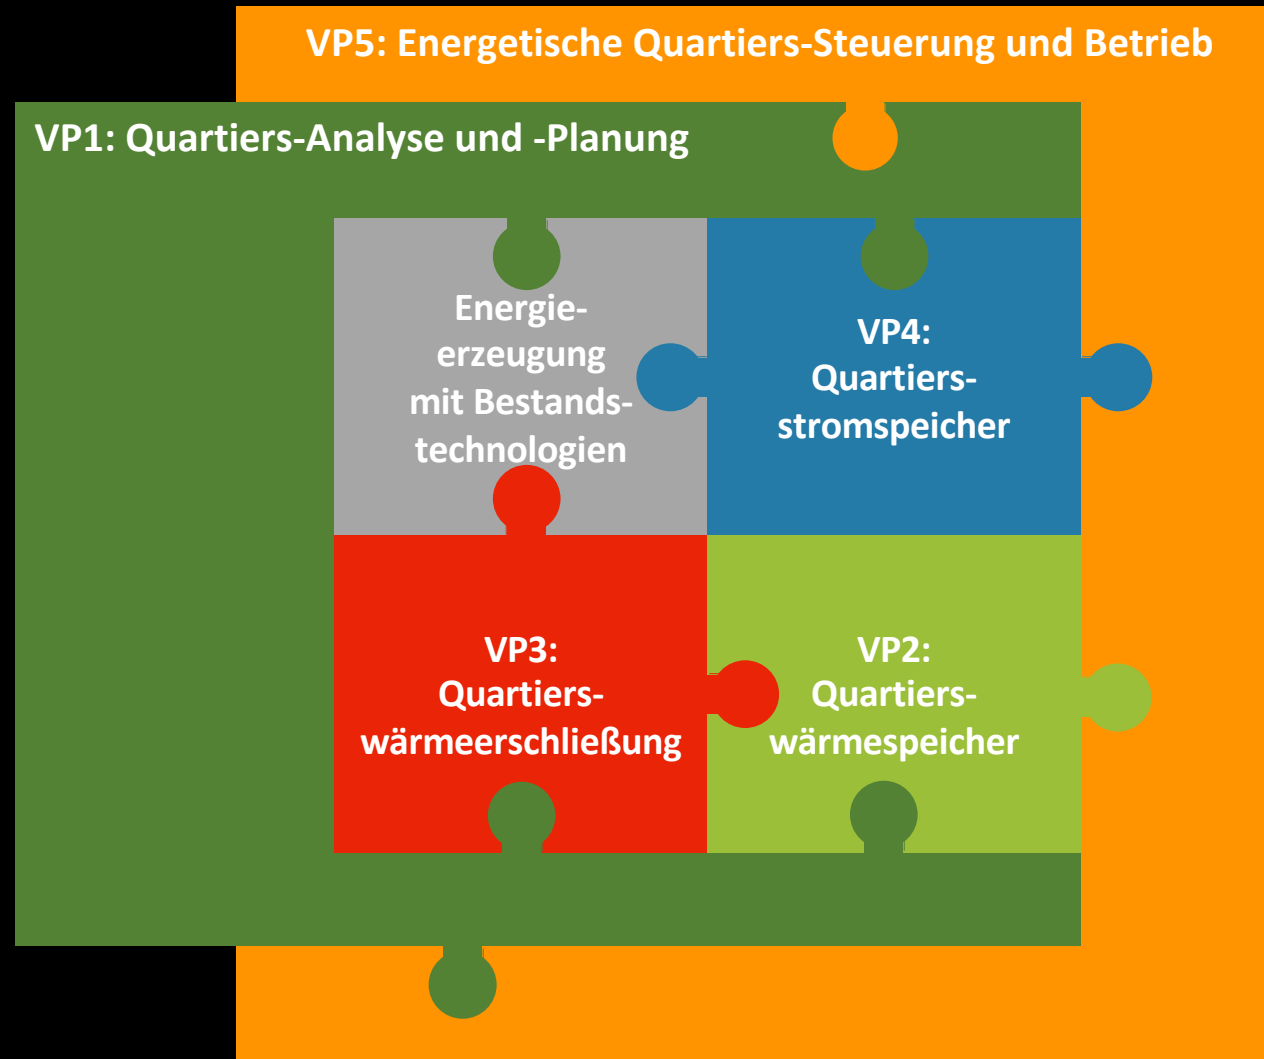 VP5: Energetische Quartiers-Steuerung und Betrieb
VP1: Quartiers-Analyse und -Planung
Energie-
erzeugung
mit Bestands-
technologien
VP4:
Quartiers-
stromspeicher
VP3:
Quartiers-
wärmeerschließung
VP2:
Quartiers-
wärmespeicher